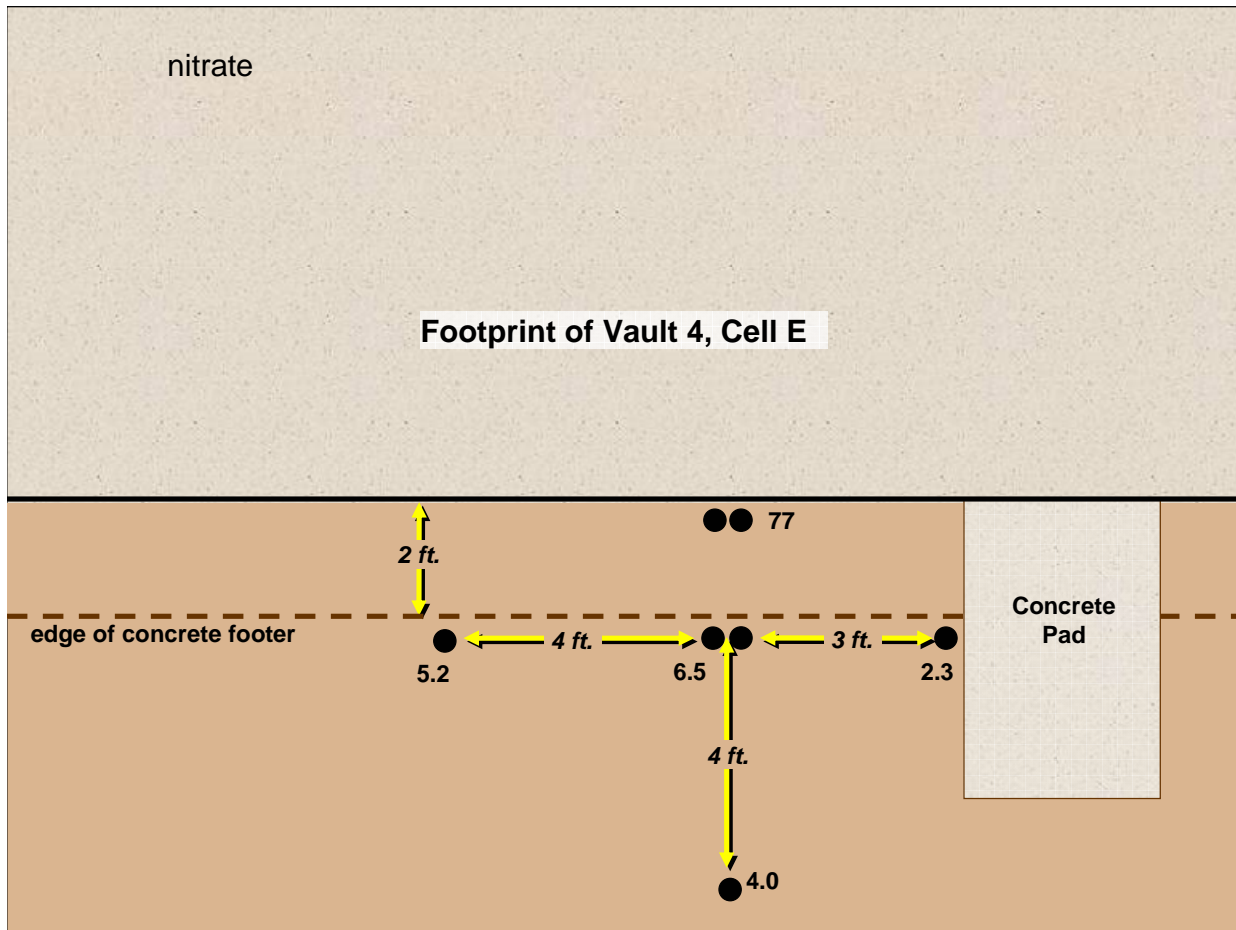 nitrate
Footprint of Vault 4, Cell E
77
2 ft.
Concrete
Pad
edge of concrete footer
4 ft.
3 ft.
5.2
6.5
2.3
4 ft.
4.0